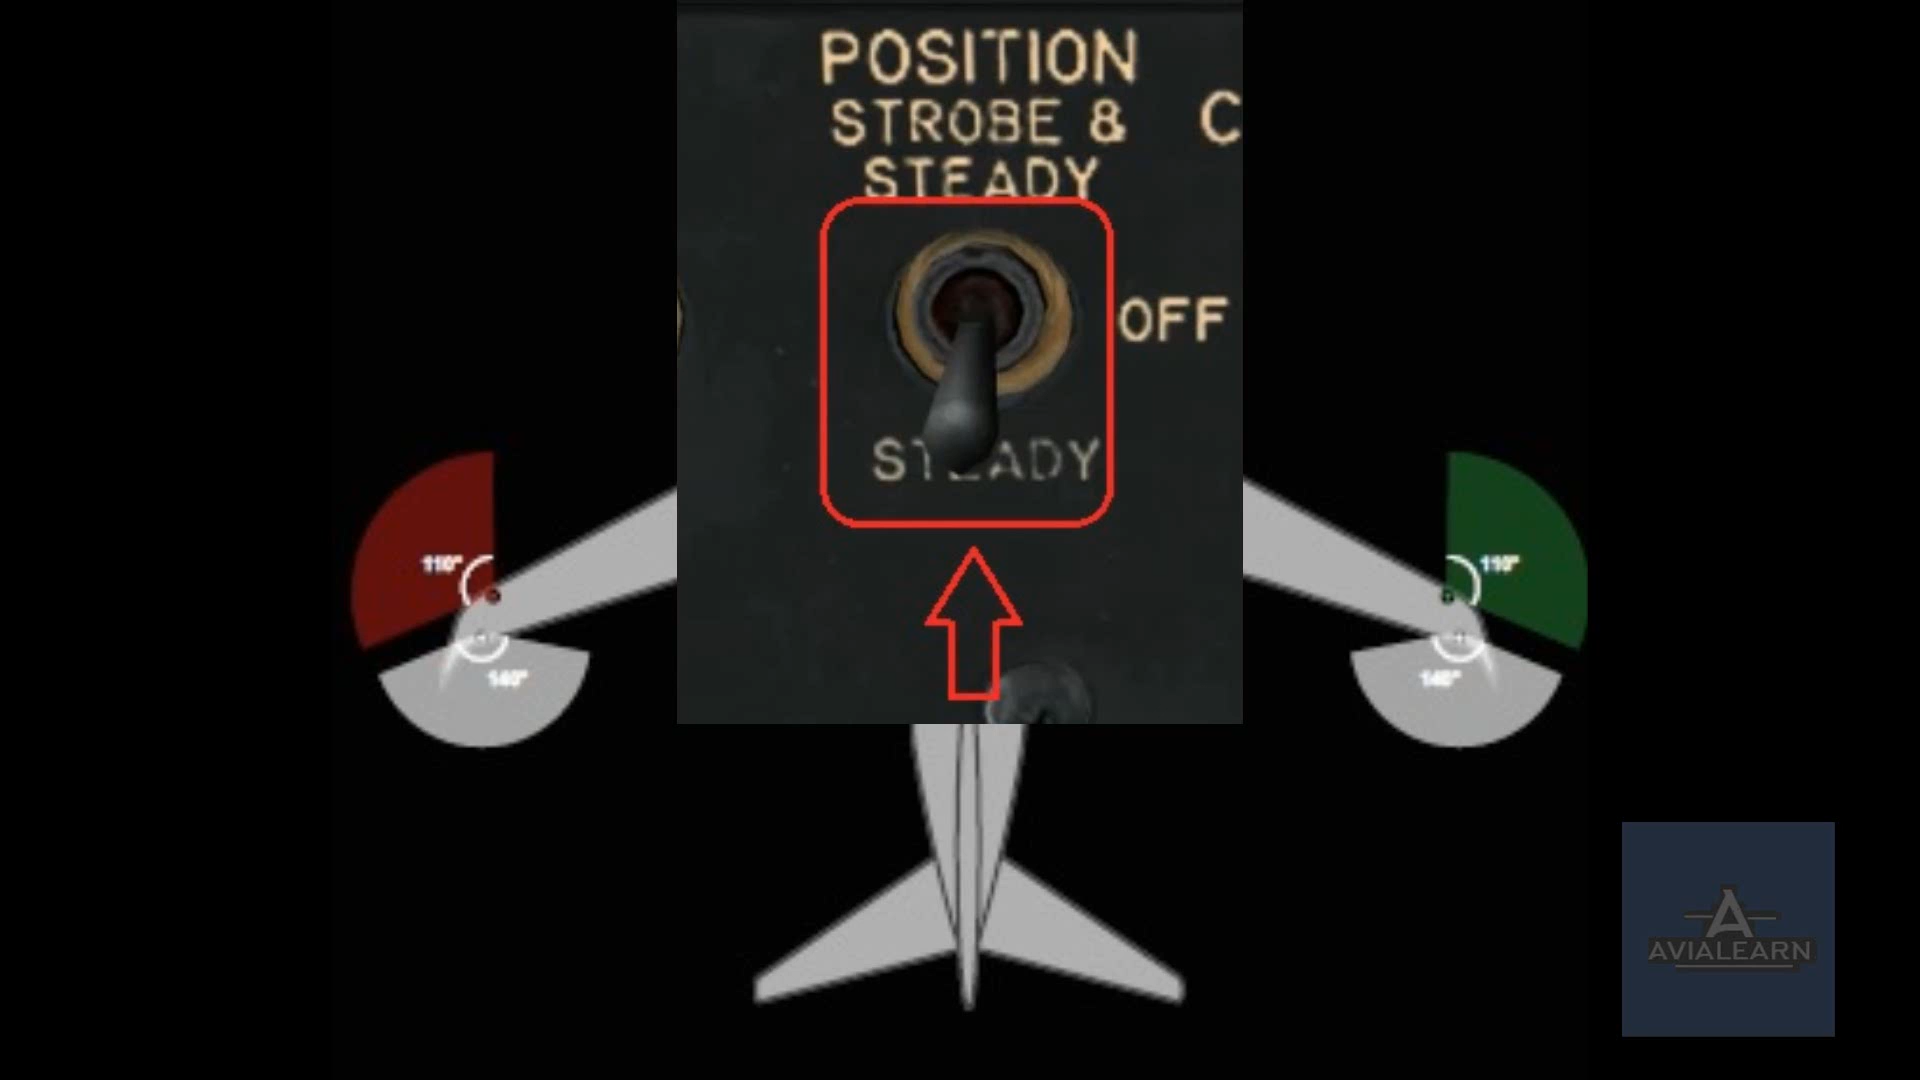 POSITION
STROBE & C
STEADY
OFF
STEADY
110°
110°
140°
140°
A
AVIALEARN